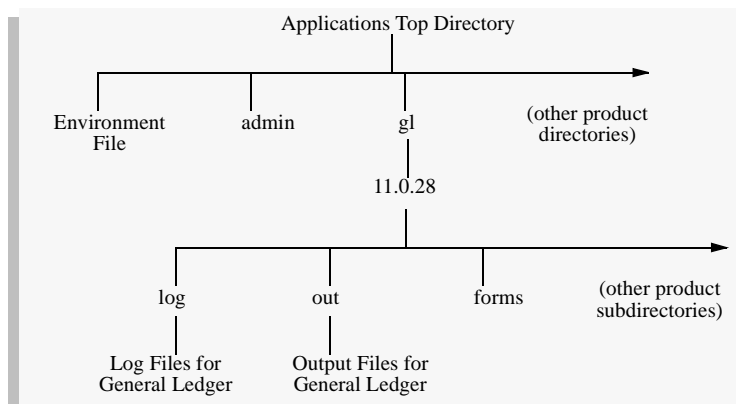 Applications Top Directory
Environment
File
admin
gl
(other product
directories)
11.0.28
log
out
forms
(other product
subdirectories)
Log Files for
General Ledger
Output Files for
General Ledger